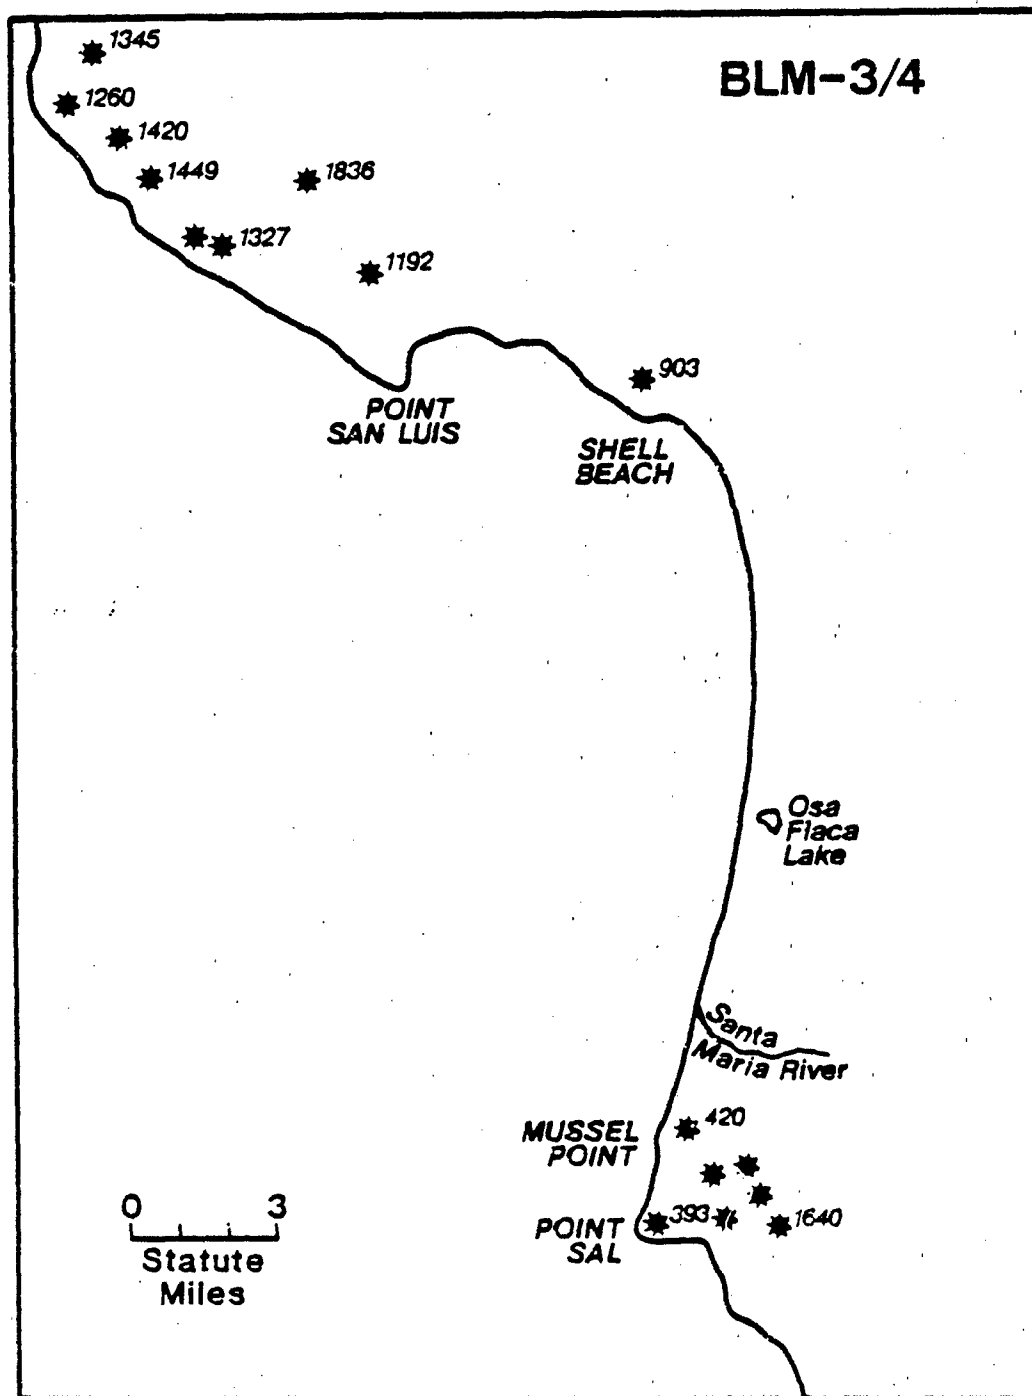 BLM-3/4
1345
1260
1420
1449
1836
1327
1192
903
POINT
SAN LUIS
SHELL
BEACH
Osa
Flaca
Lake
Santa
Maria River
420
MUSSEL
POINT
393
1640
POINT
SAL
0 3
Statute
Miles